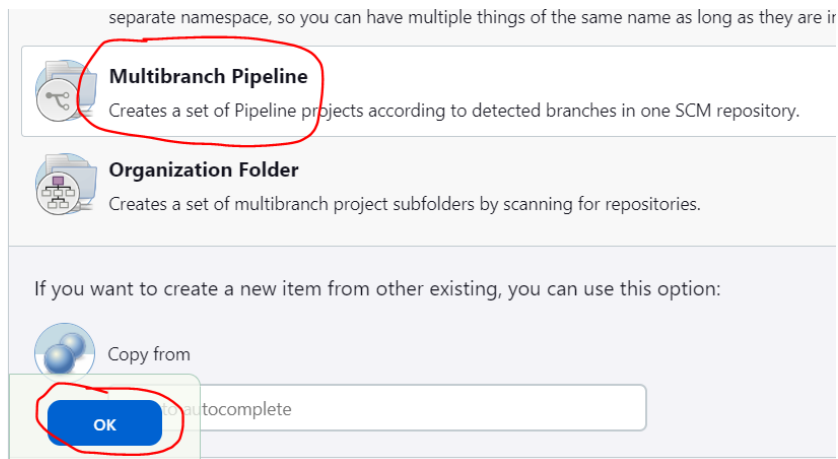 separate namespace, so you can have multiple things of the same name as long as they are in
Multibranch Pipeline
Creates a set of Pipeline projects according to detected branches in one SCM repository.
Organization Folder
Creates a set of multibranch project subfolders by scanning for repositories.
If you want to create a new item from other existing, you can use this option:
Copy from
to autocomplete
OK